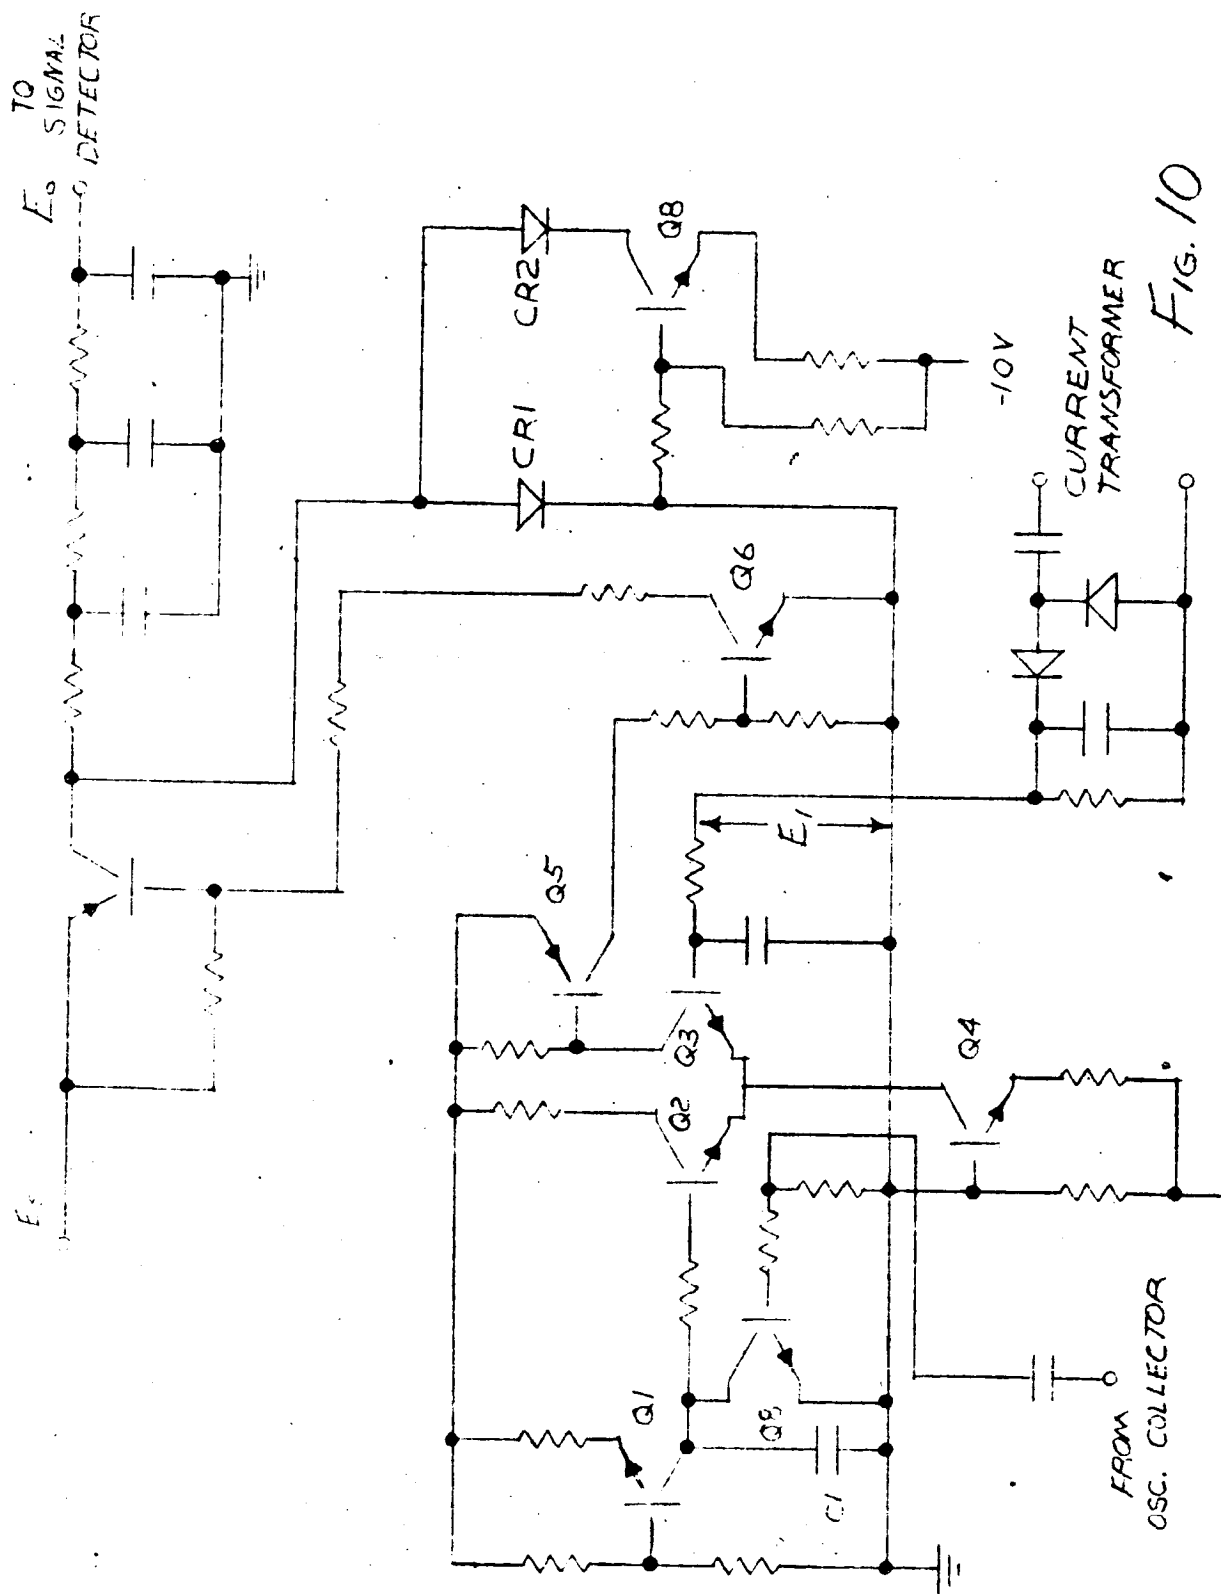 E₀
TO
SIGNAL
DETECTOR
Q8
CR2
CR1
-10V
CURRENT
TRANSFORMER
FIG. 10
Q6
E₁
Q5
Q3
Q2
Q4
Q1
Q8
C1
FROM
OSC. COLLECTOR